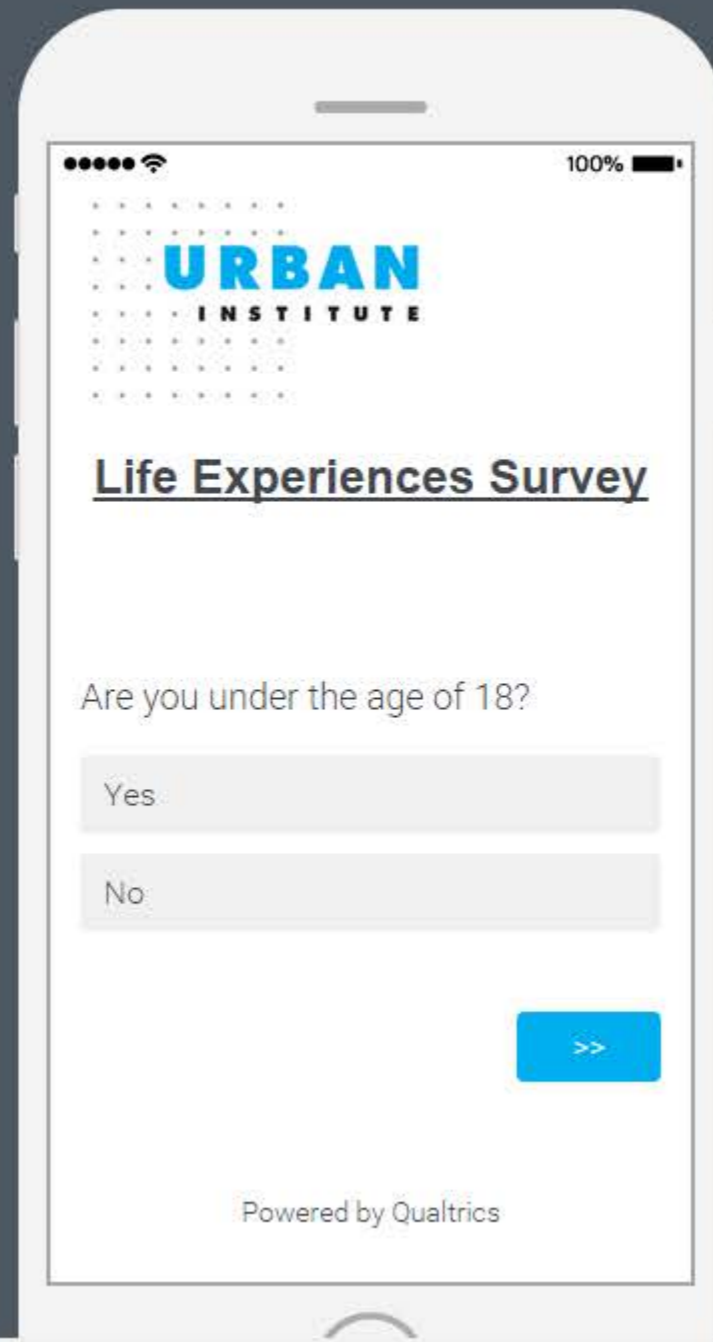 100%
URBAN
INSTITUTE
Life Experiences Survey
Are you under the age of 18?
Yes
No
>>
Powered by Qualtrics